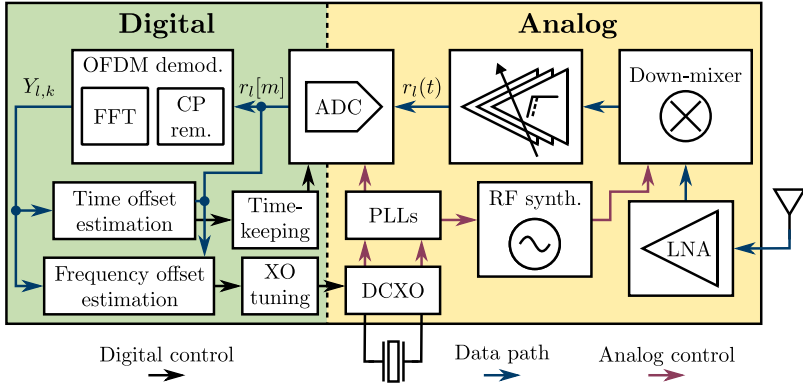 Digital
Analog
OFDM demod.
FFT
CP
rem.
Y_{l,k}
r_l[m]
ADC
r_l(t)
Down-mixer
Time offset
estimation
Time-
keeping
PLLs
RF synth.
LNA
Frequency offset
estimation
XO
tuning
DCXO
Digital control
Data path
Analog control